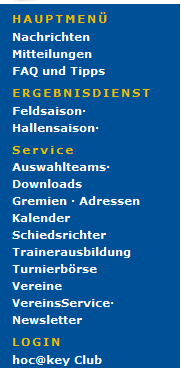 HAUPTMENÜ
Nachrichten
Mitteilungen
FAQ und Tipps
ERGEBNISDIENST
Feldsaison·
Hallensaison·
Service
Auswahlteams·
Downloads
Gremien · Adressen
Kalender
Schiedsrichter
Trainerausbildung
Turnierbörse
Vereine
VereinsService·
Newsletter
LOGIN
hoc@key Club